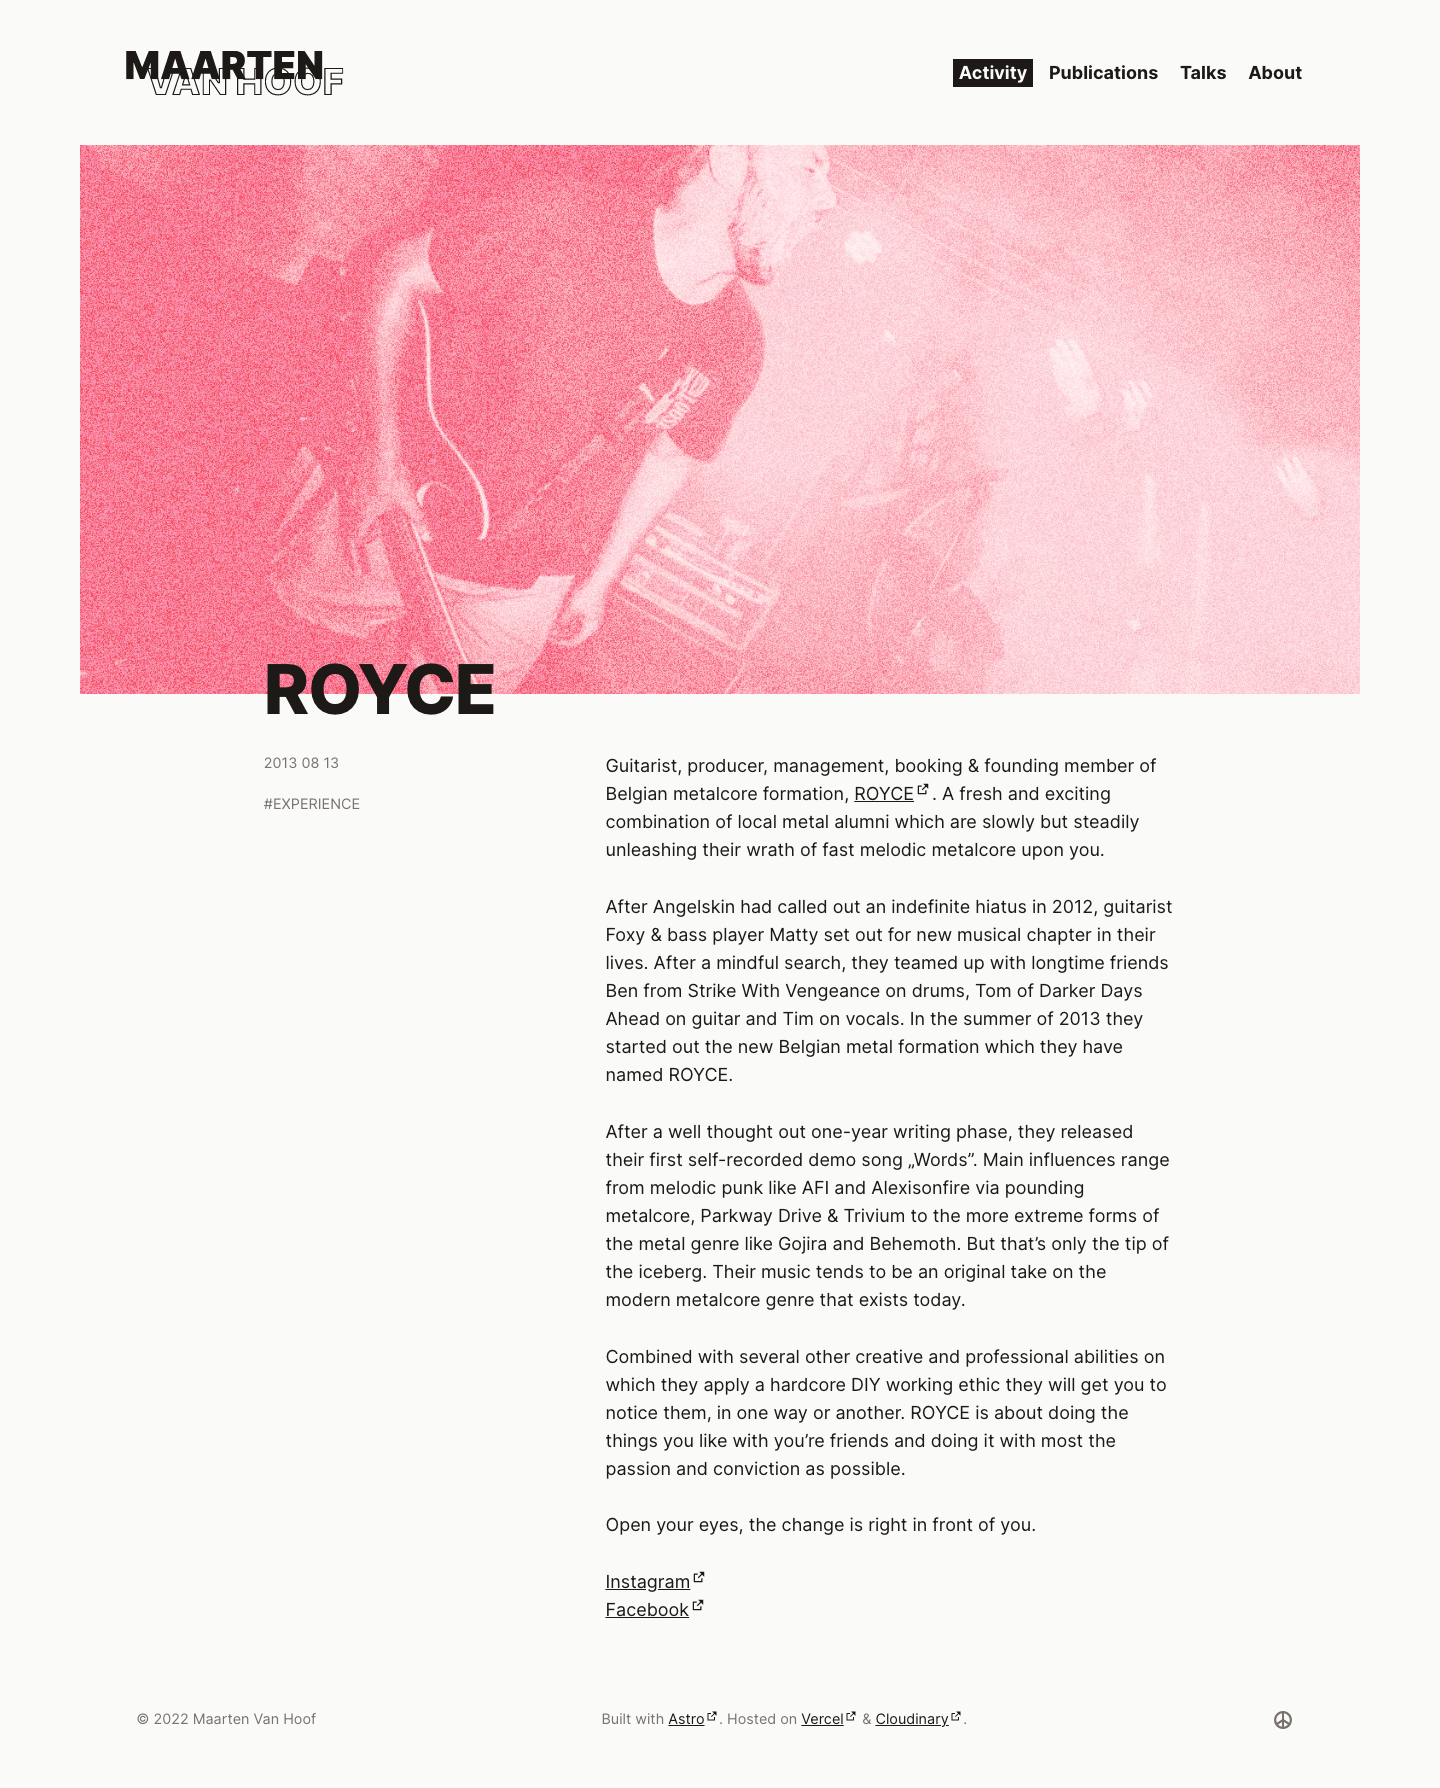 MAARTEN
VAN HOOF
Activity
Publications
Talks
About
ROYCE
2013 08 13
#EXPERIENCE
Guitarist, producer, management, booking & founding member of
Belgian metalcore formation, ROYCE. A fresh and exciting
combination of local metal alumni which are slowly but steadily
unleashing their wrath of fast melodic metalcore upon you.
After Angelskin had called out an indefinite hiatus in 2012, guitarist
Foxy & bass player Matty set out for new musical chapter in their
lives. After a mindful search, they teamed up with longtime friends
Ben from Strike With Vengeance on drums, Tom of Darker Days
Ahead on guitar and Tim on vocals. In the summer of 2013 they
started out the new Belgian metal formation which they have
named ROYCE.
After a well thought out one-year writing phase, they released
their first self-recorded demo song „Words”. Main influences range
from melodic punk like AFI and Alexisonfire via pounding
metalcore, Parkway Drive & Trivium to the more extreme forms of
the metal genre like Gojira and Behemoth. But that’s only the tip of
the iceberg. Their music tends to be an original take on the
modern metalcore genre that exists today.
Combined with several other creative and professional abilities on
which they apply a hardcore DIY working ethic they will get you to
notice them, in one way or another. ROYCE is about doing the
things you like with you’re friends and doing it with most the
passion and conviction as possible.
Open your eyes, the change is right in front of you.
Instagram
Facebook
© 2022 Maarten Van Hoof
Built with Astro. Hosted on Vercel & Cloudinary.